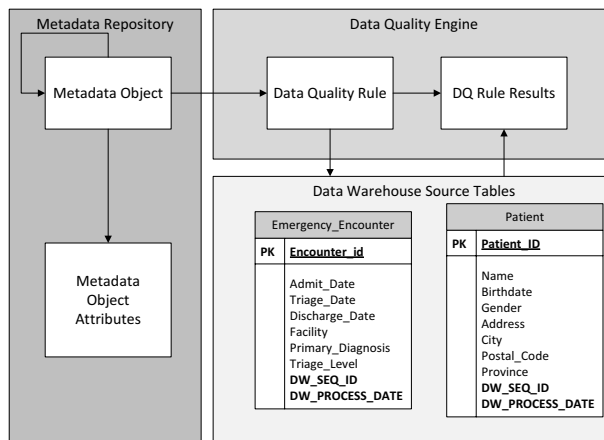 Metadata Repository
Metadata Object
Metadata
Object
Attributes
Data Quality Engine
Data Quality Rule
DQ Rule Results
Data Warehouse Source Tables
Emergency_Encounter
PK Encounter_id
Admit_Date
Triage_Date
Discharge_Date
Facility
Primary_Diagnosis
Triage_Level
DW_SEQ_ID
DW_PROCESS_DATE
Patient
PK Patient_ID
Name
Birthdate
Gender
Address
City
Postal_Code
Province
DW_SEQ_ID
DW_PROCESS_DATE